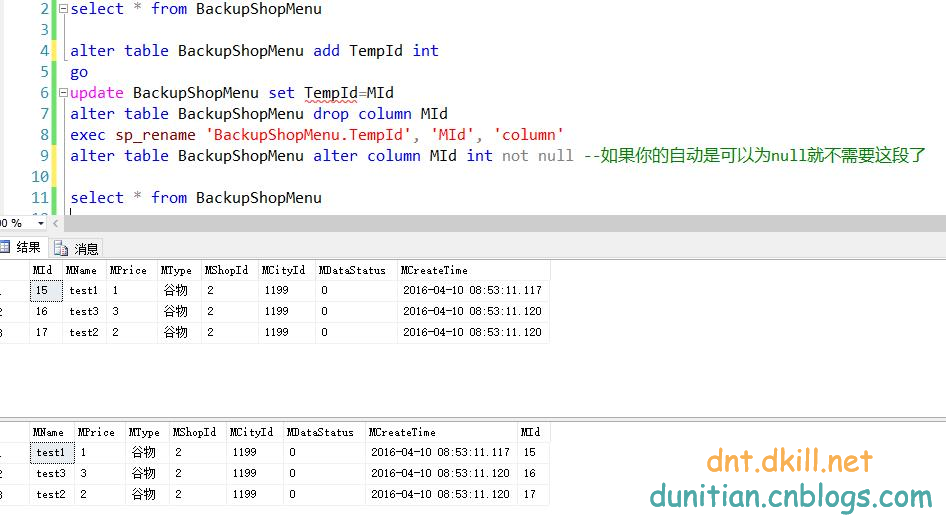 2 select * from BackupShopMenu
3
4 alter table BackupShopMenu add TempId int
5 go
6 update BackupShopMenu set TempId=MId
7 alter table BackupShopMenu drop column MId
8 exec sp_rename 'BackupShopMenu.TempId', 'MId', 'column'
9 alter table BackupShopMenu alter column MId int not null --如果你的自动是可以为null就不需要这段了
10
11 select * from BackupShopMenu
00 %
结果 消息
MId MName MPrice MType MShopId MCityId MDataStatus MCreateTime
15 test1 1 谷物 2 1199 0 2016-04-10 08:53:11.117
2 16 test3 3 谷物 2 1199 0 2016-04-10 08:53:11.120
3 17 test2 2 谷物 2 1199 0 2016-04-10 08:53:11.120
MName MPrice MType MShopId MCityId MDataStatus MCreateTime MId
test1 1 谷物 2 1199 0 2016-04-10 08:53:11.117 15
2 test3 3 谷物 2 1199 0 2016-04-10 08:53:11.120 16
3 test2 2 谷物 2 1199 0 2016-04-10 08:53:11.120 17
dnt.dkill.net
dunitian.cnblogs.com